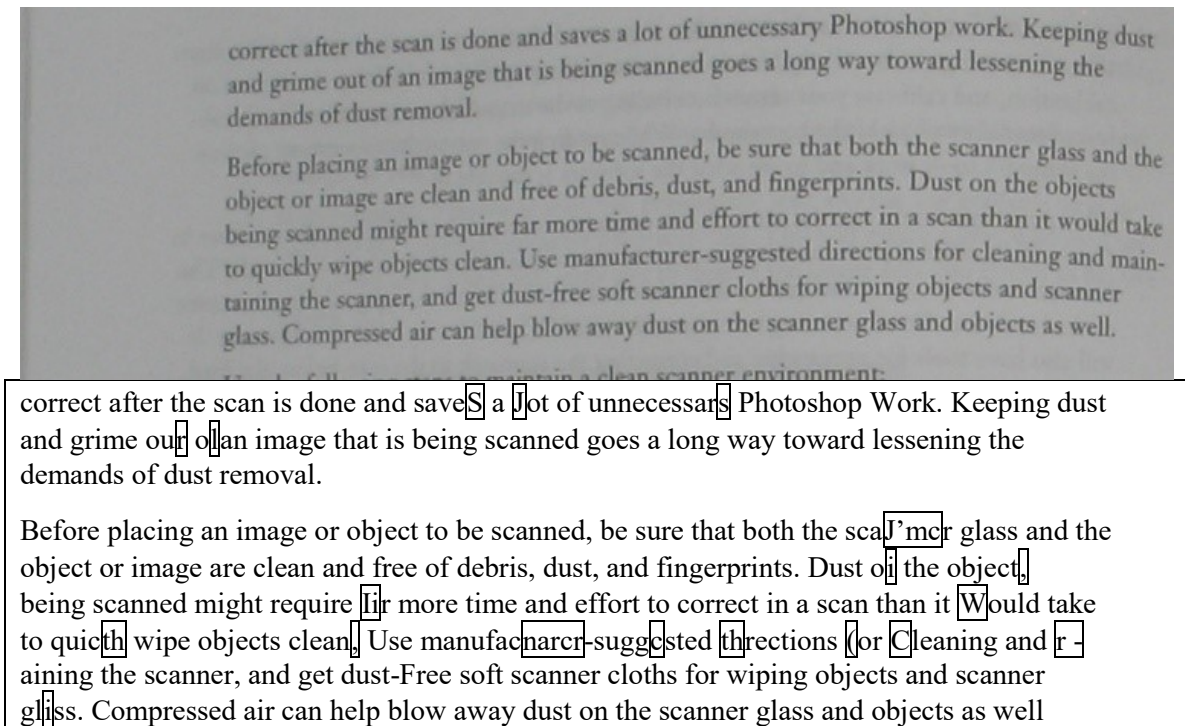 correct after the scan is done and saves a lot of unnecessary Photoshop work. Keeping dust
and grime out of an image that is being scanned goes a long way toward lessening the
demands of dust removal.
Before placing an image or object to be scanned, be sure that both the scanner glass and the
object or image are clean and free of debris, dust, and fingerprints. Dust on the objects
being scanned might require far more time and effort to correct in a scan than it would take
to quickly wipe objects clean. Use manufacturer-suggested directions for cleaning and main-
taining the scanner, and get dust-free soft scanner cloths for wiping objects and scanner
glass. Compressed air can help blow away dust on the scanner glass and objects as well.
maintain a clean scanner environment:
correct after the scan is done and saveS a Jot of unnecessars Photoshop Work. Keeping dust
and grime our olan image that is being scanned goes a long way toward lessening the
demands of dust removal.
Before placing an image or object to be scanned, be sure that both the scaJ’mcr glass and the
object or image are clean and free of debris, dust, and fingerprints. Dust oi the object,
being scanned might require Iir more time and effort to correct in a scan than it Would take
to quicth wipe objects clean, Use manufacnarcr-suggcsted thrections (or Cleaning and r -
aining the scanner, and get dust-Free soft scanner cloths for wiping objects and scanner
gliss. Compressed air can help blow away dust on the scanner glass and objects as well